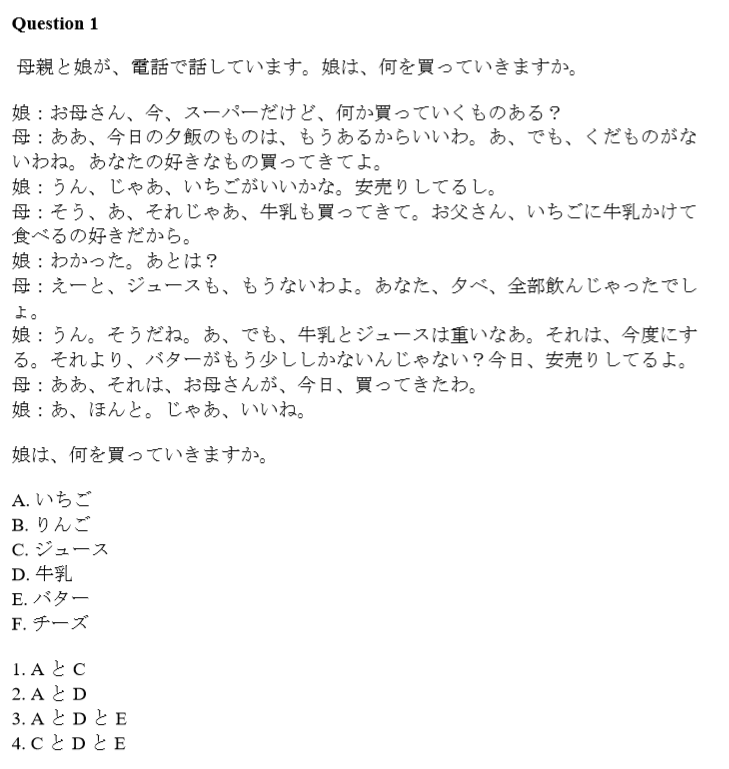 Question 1
母親と娘が、電話で話しています。娘は、何を買っていきますか。
娘：お母さん、今、スーパーだけど、何か買っていくものある？
母：ああ、今日の夕飯のものは、もうあるからいいわ。あ、でも、くだものがな
いわね。あなたの好きなもの買ってきてよ。
娘：うん、じゃあ、いちごがいいかな。安売りしてるし。
母：そう、あ、それじゃあ、牛乳も買ってきて。お父さん、いちごに牛乳かけて
食べるの好きだから。
娘：わかった。あとは？
母：えーと、ジュースも、もうないわよ。あなた、夕べ、全部飲んじゃったでし
ょ。
娘：うん。そうだね。あ、でも、牛乳とジュースは重いなあ。それは、今度にす
る。それより、バターがもう少ししかないんじゃない？今日、安売りしてるよ。
母：ああ、それは、お母さんが、今日、買ってきたわ。
娘：あ、ほんと。じゃあ、いいね。
娘は、何を買っていきますか。
A. いちご
B. りんご
C. ジュース
D. 牛乳
E. バター
F. チーズ
1. A と C
2. A と D
3. A と D と E
4. C と D と E